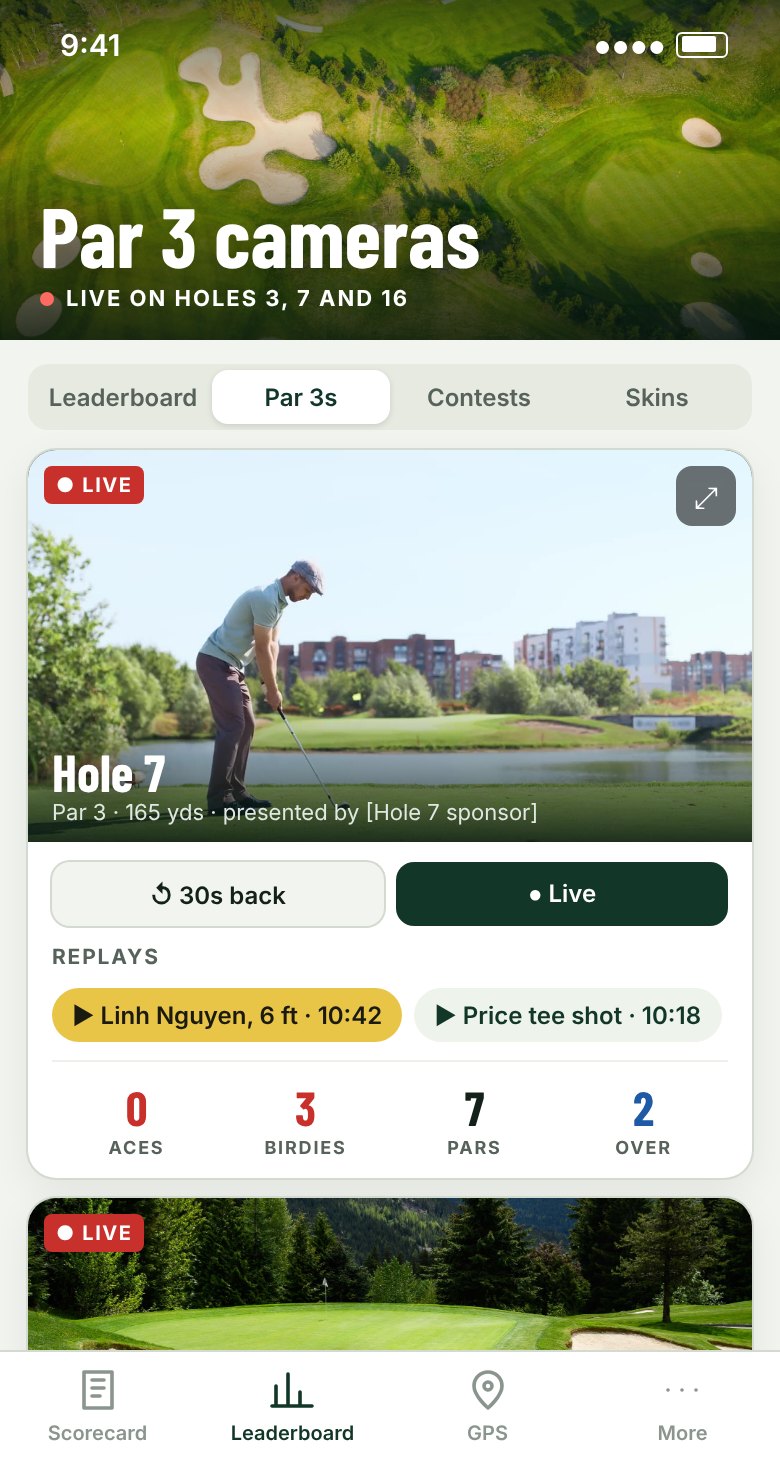 9:41
Par 3 cameras
LIVE ON HOLES 3, 7 AND 16
Leaderboard Par 3s Contests Skins
LIVE
Hole 7
Par 3 · 165 yds · presented by [Hole 7 sponsor]
30s back Live
REPLAYS
Linh Nguyen, 6 ft · 10:42 Price tee shot · 10:18
0 3 7 2
ACES BIRDIES PARS OVER
LIVE
Scorecard Leaderboard GPS More